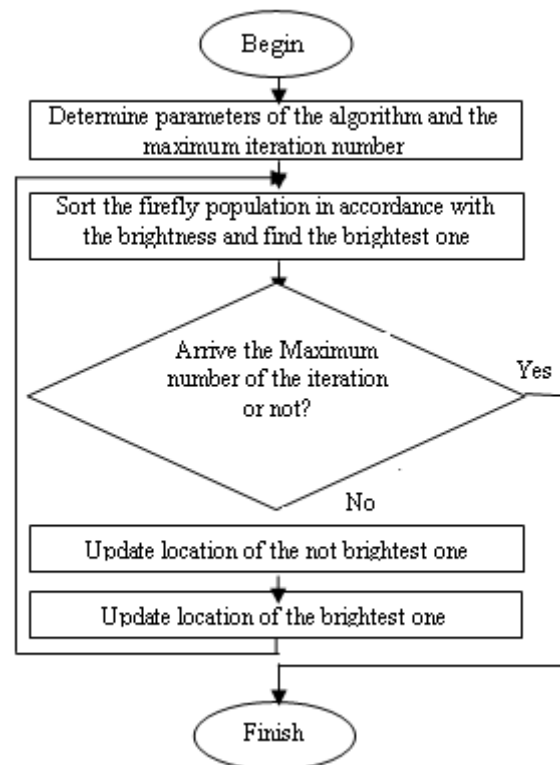 Begin
Determine parameters of the algorithm and the
maximum iteration number
Sort the firefly population in accordance with
the brightness and find the brightest one
Arrive the Maximum
number of the iteration
or not?
Yes
No
Update location of the not brightest one
Update location of the brightest one
Finish